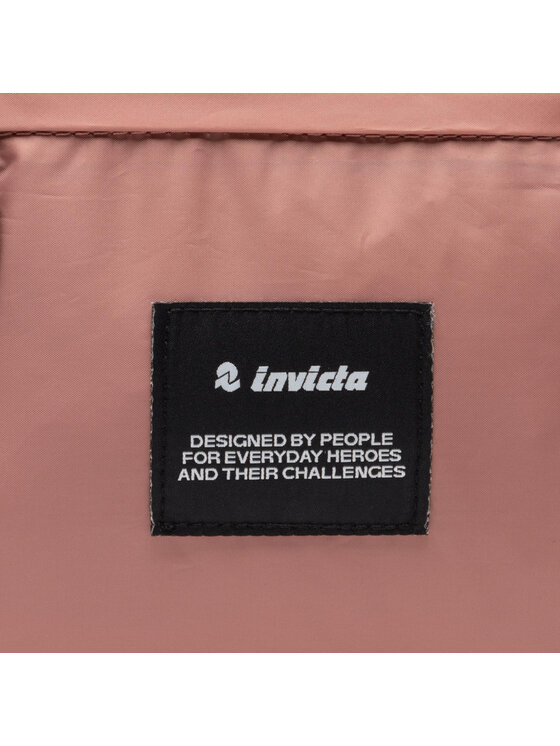 invicta
DESIGNED BY PEOPLE
FOR EVERYDAY HEROES
AND THEIR CHALLENGES